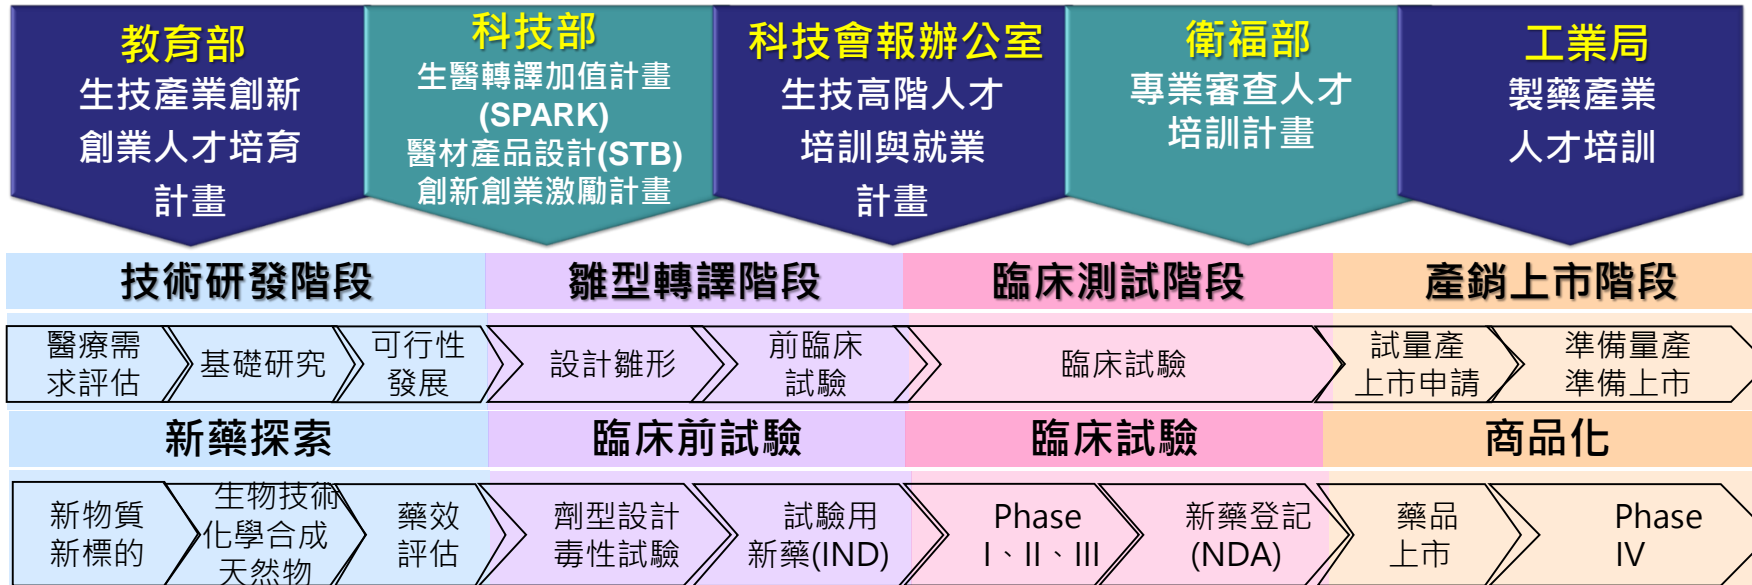 教育部
生技產業創新
創業人才培育
計畫
科技部
生醫轉譯加值計畫
(SPARK)
醫材產品設計(STB)
創新創業激勵計畫
科技會報辦公室
生技高階人才
培訓與就業
計畫
衛福部
專業審查人才
培訓計畫
工業局
製藥產業
人才培訓
技術研發階段
雛型轉譯階段
臨床測試階段
產銷上市階段
醫療需
求評估
基礎研究
可行性
發展
設計雛形
前臨床
試驗
臨床試驗
試量產
上市申請
準備量產
準備上市
新藥探索
臨床前試驗
臨床試驗
商品化
新物質
新標的
生物技術
化學合成
天然物
藥效
評估
劑型設計
毒性試驗
試驗用
新藥(IND)
Phase
I、II、III
新藥登記
(NDA)
藥品
上市
Phase
IV